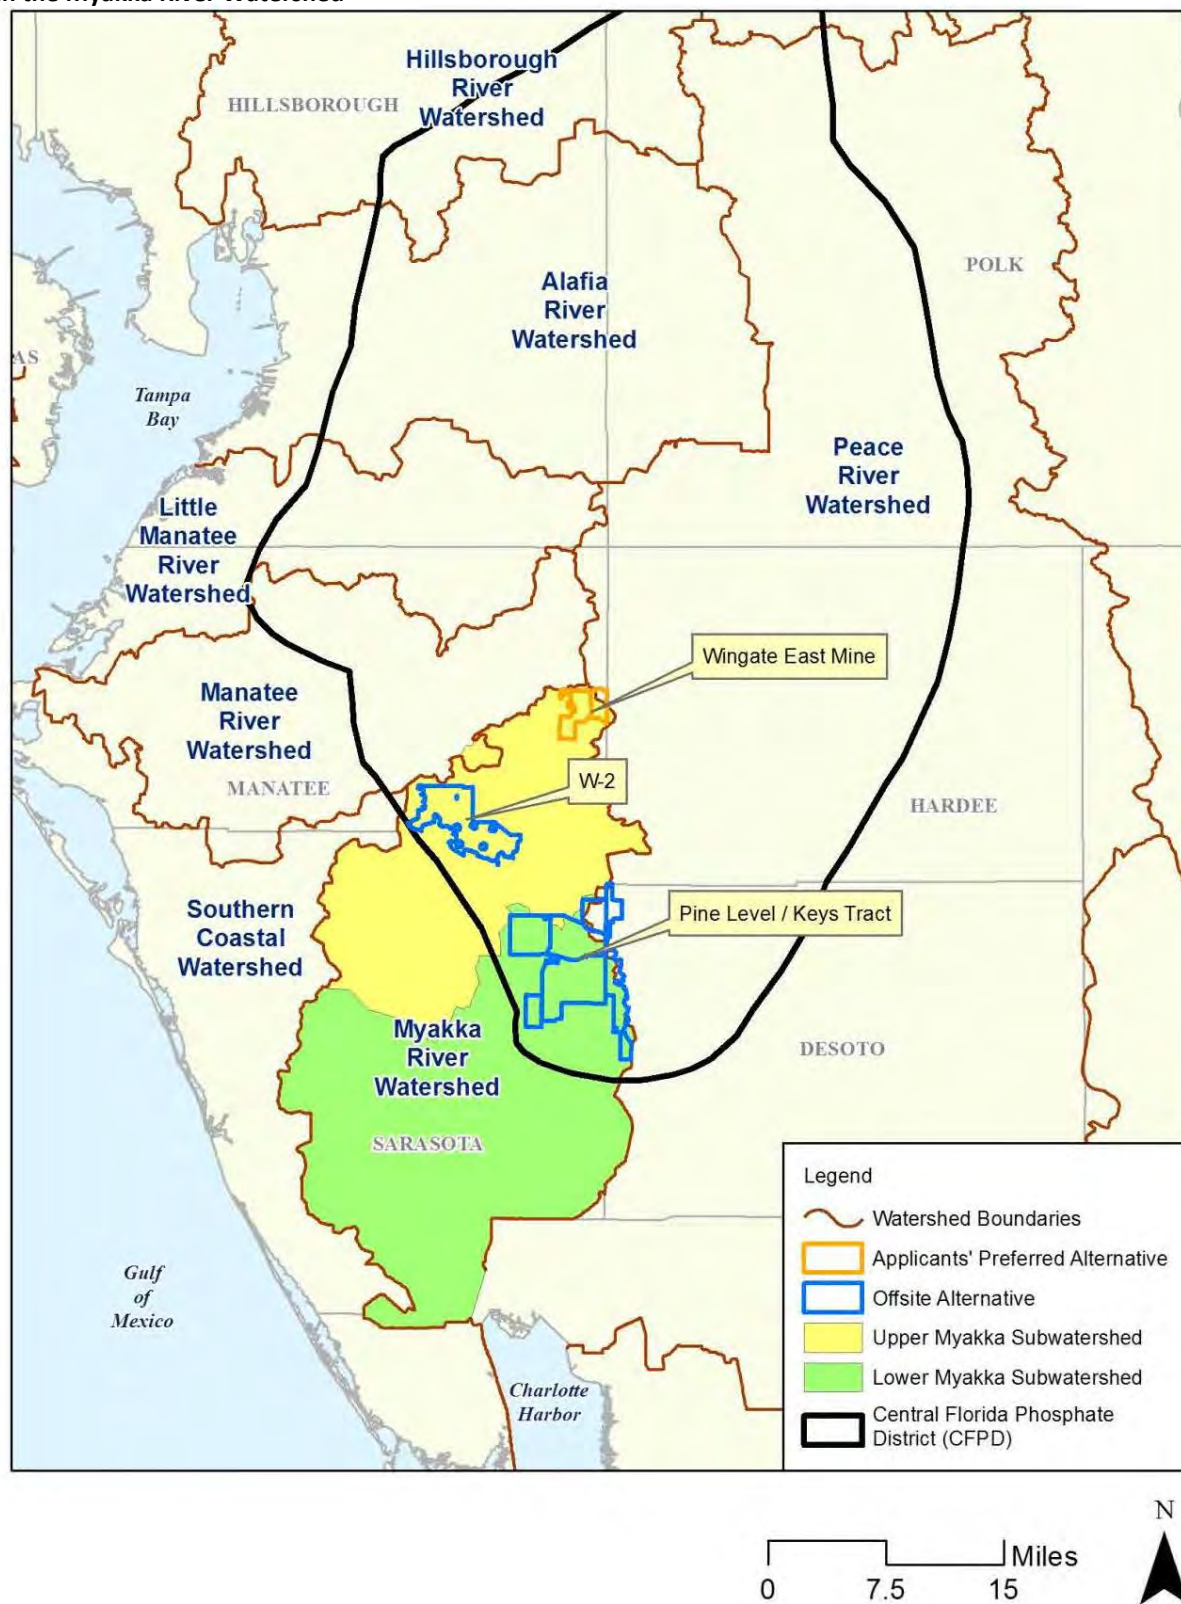 in the Myakka River Watershed
Hillsborough
River
Watershed
HILLSBOROUGH
POLK
Alafia
River
Watershed
AS
Tampa
Bay
Peace
River
Watershed
Little
Manatee
River
Watershed
Wingate East Mine
Manatee
River
Watershed
W-2
MANATEE
HARDEE
Pine Level / Keys Tract
Southern
Coastal
Watershed
Myakka
River
Watershed
DESOTO
SARASOTA
Gulf
of
Mexico
Charlotte
Harbor
Legend
Watershed Boundaries
Applicants' Preferred Alternative
Offsite Alternative
Upper Myakka Subwatershed
Lower Myakka Subwatershed
Central Florida Phosphate
District (CFPD)
N
Miles
0 7.5 15